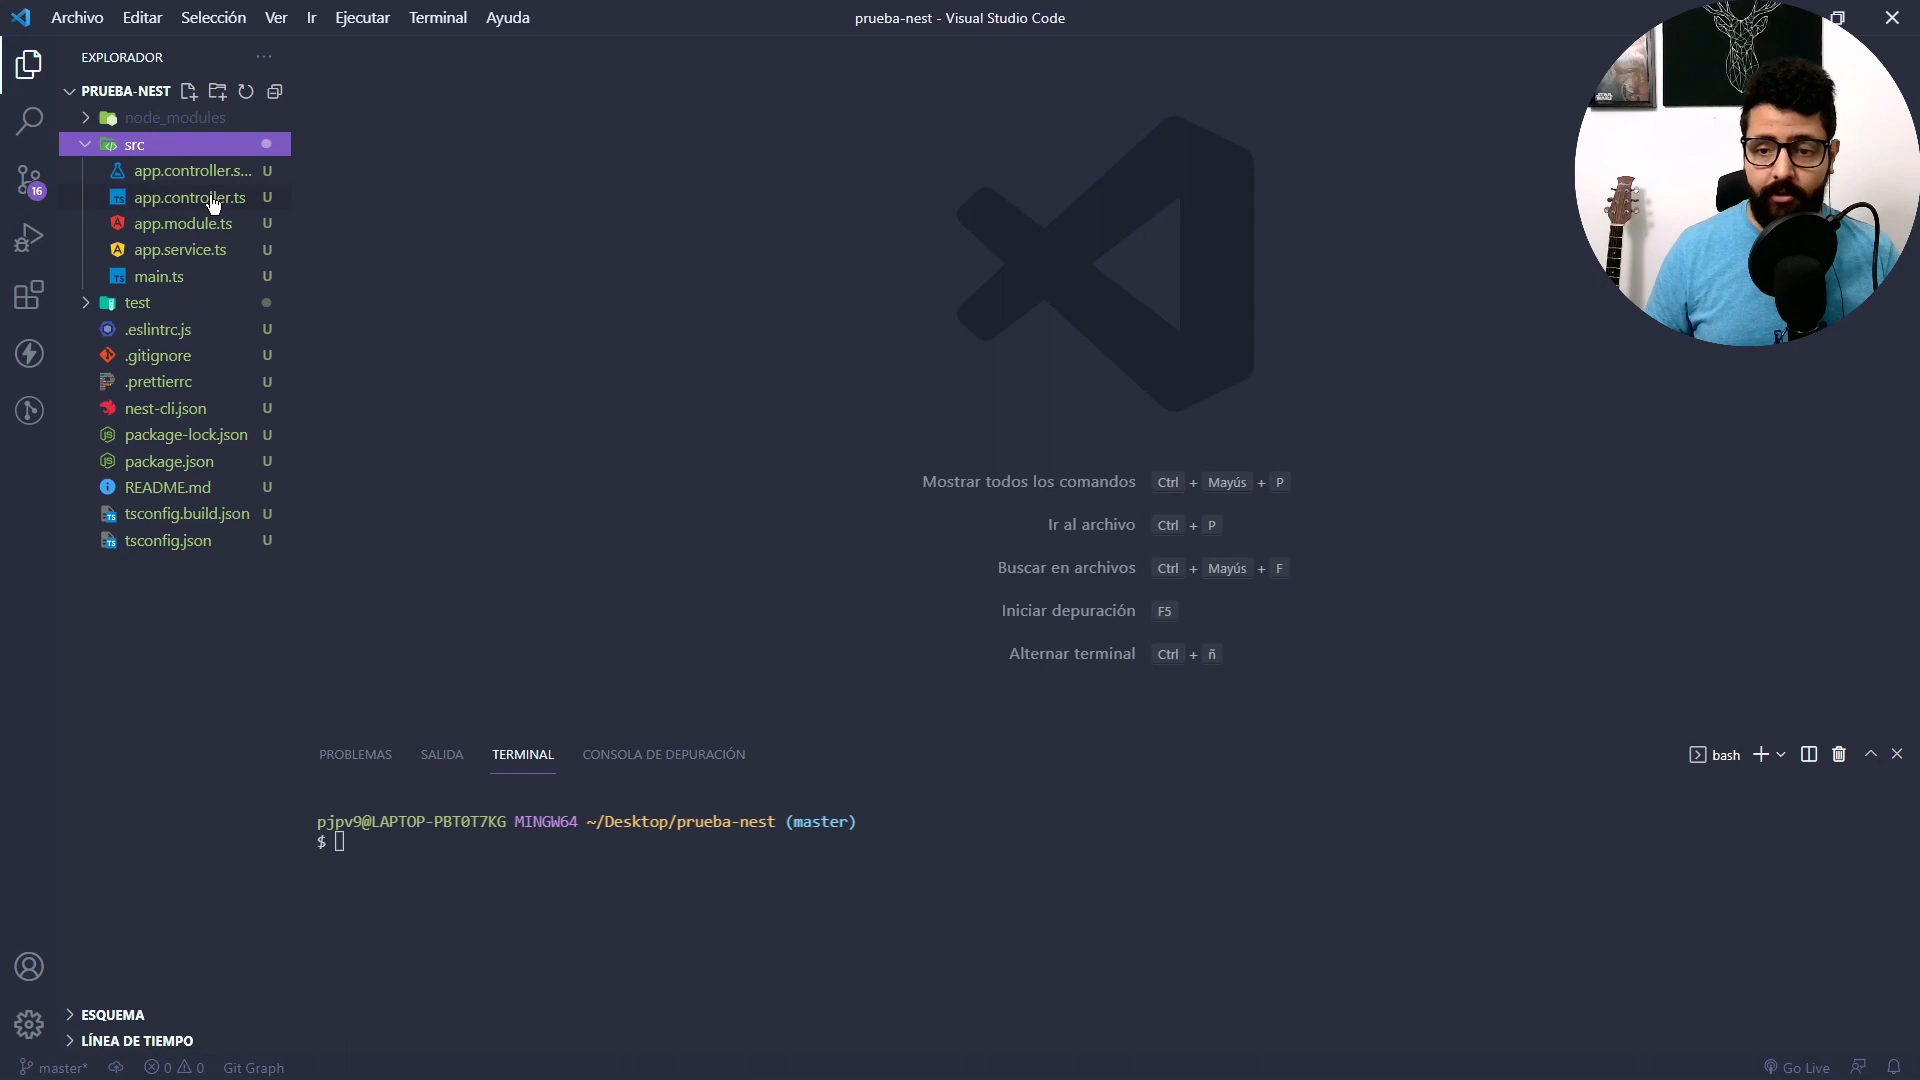 Archivo Editar Selección Ver Ir Ejecutar Terminal Ayuda
prueba-nest - Visual Studio Code
EXPLORADOR
PRUEBA-NEST
node_modules
src
app.controller.s... U
app.controller.ts U
app.module.ts U
app.service.ts U
main.ts U
test
.eslintrc.js U
.gitignore U
.prettierrc U
nest-cli.json U
package-lock.json U
package.json U
README.md U
tsconfig.build.json U
tsconfig.json U
16
Mostrar todos los comandos Ctrl + Mayús + P
Ir al archivo Ctrl + P
Buscar en archivos Ctrl + Mayús + F
Iniciar depuración F5
Alternar terminal Ctrl + ñ
PROBLEMAS SALIDA TERMINAL CONSOLA DE DEPURACIÓN
bash
pjpv9@LAPTOP-PBT0T7KG MINGW64 ~/Desktop/prueba-nest (master)
$
ESQUEMA
LÍNEA DE TIEMPO
master* 0 0 Git Graph
Go Live